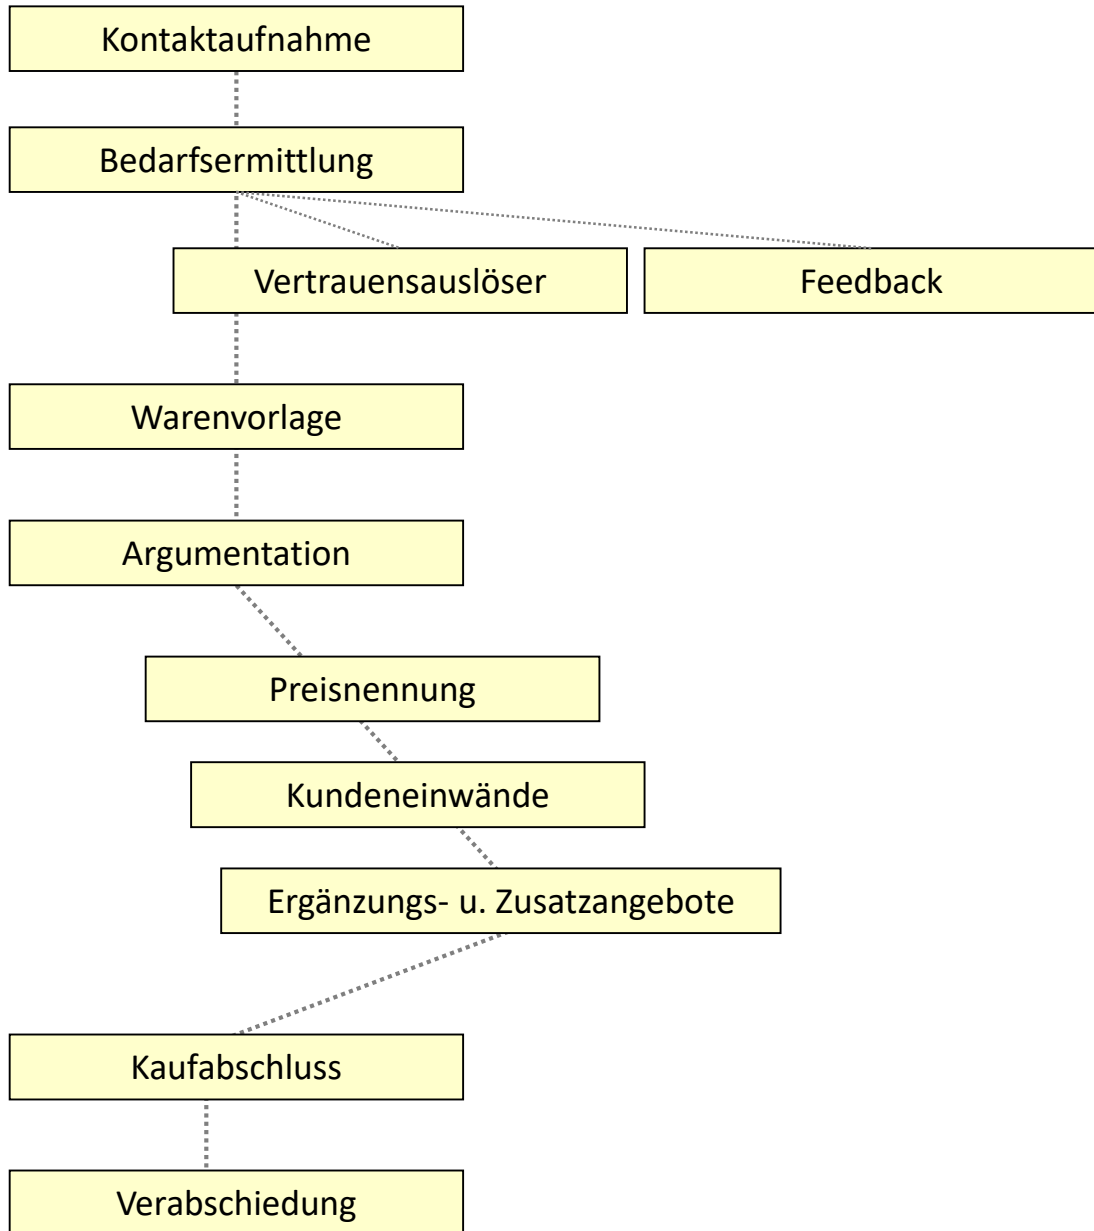 Kontaktaufnahme
Bedarfsermittlung
Vertrauensauslöser
Feedback
Warenvorlage
Argumentation
Preisnennung
Kundeneinwände
Ergänzungs- u. Zusatzangebote
Kaufabschluss
Verabschiedung